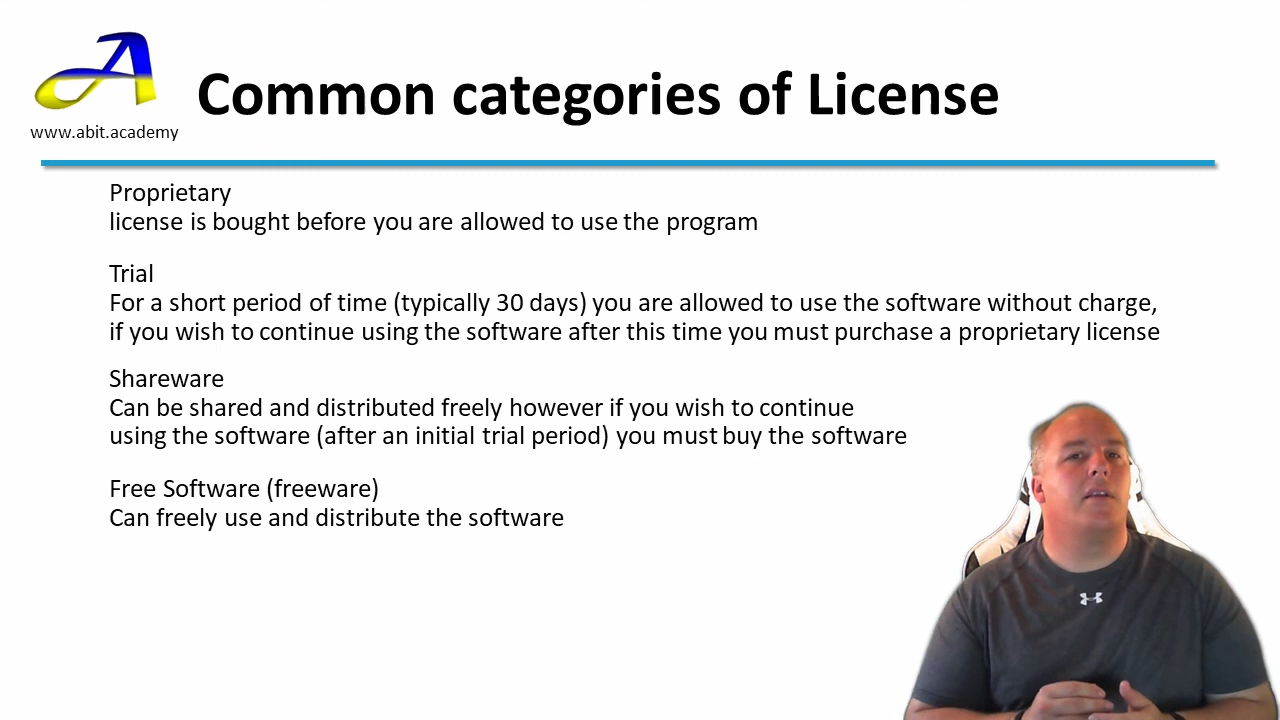 Common categories of License
www.abit.academy
Proprietary
license is bought before you are allowed to use the program
Trial
For a short period of time (typically 30 days) you are allowed to use the software without charge,
if you wish to continue using the software after this time you must purchase a proprietary license
Shareware
Can be shared and distributed freely however if you wish to continue
using the software (after an initial trial period) you must buy the software
Free Software (freeware)
Can freely use and distribute the software